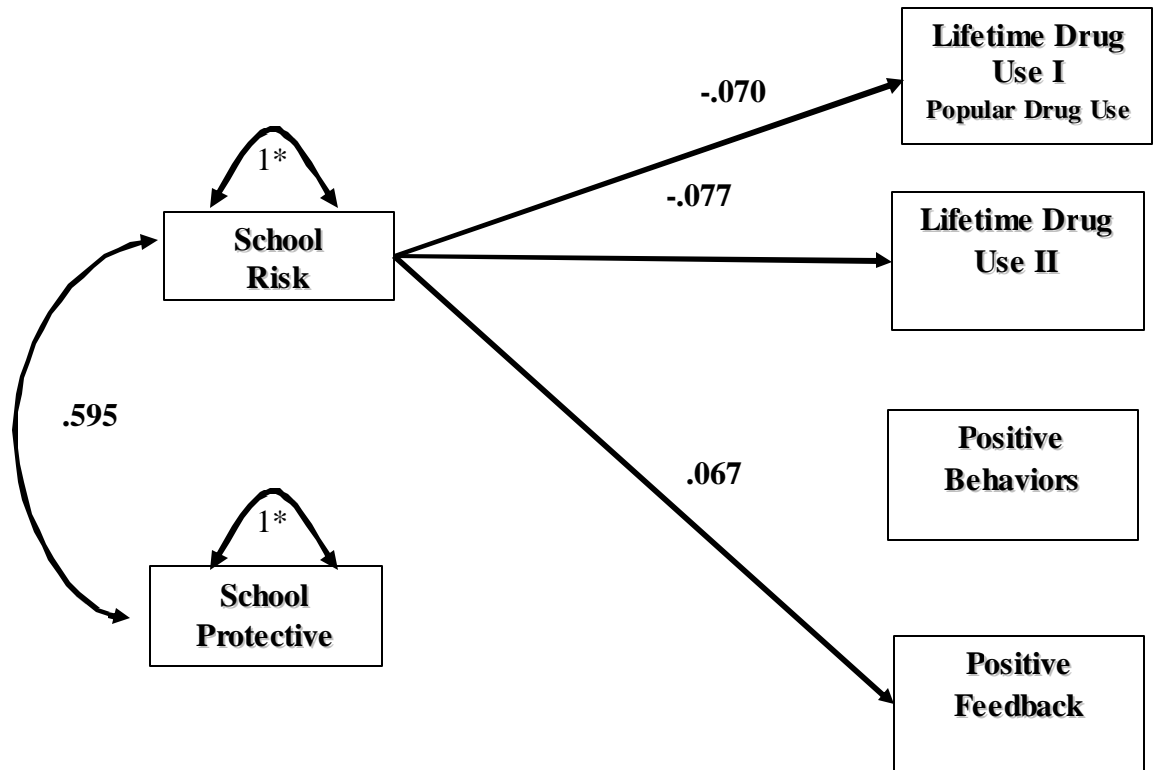 Lifetime Drug
Use I
Popular Drug Use
-.070
1*
-.077
School
Risk
Lifetime Drug
Use II
.595
Positive
Behaviors
.067
1*
School
Protective
Positive
Feedback